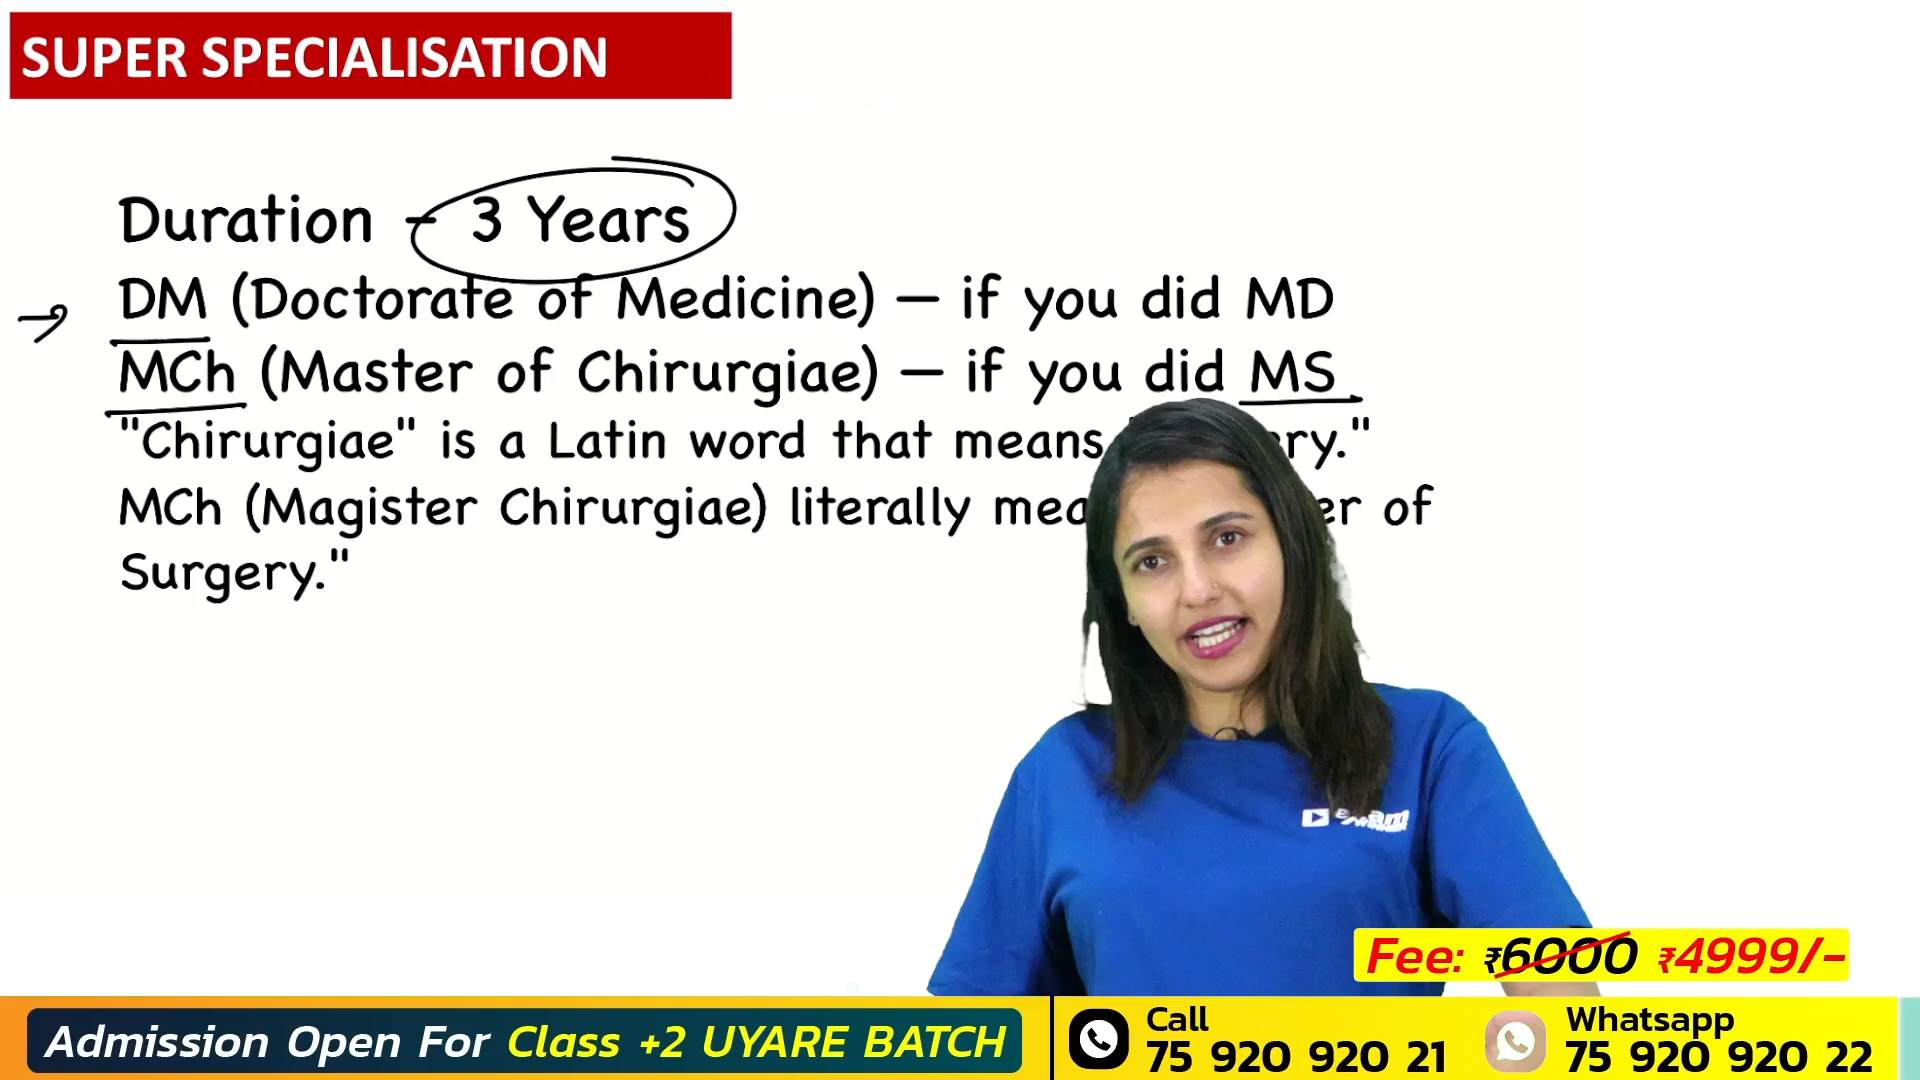 SUPER SPECIALISATION
Duration - 3 Years
DM (Doctorate of Medicine) — if you did MD
MCh (Master of Chirurgiae) — if you did MS
"Chirurgiae" is a Latin word that means ery."
MCh (Magister Chirurgiae) literally mea er of
Surgery."
Fee: ₹6000 ₹4999/-
Admission Open For Class +2 UYARE BATCH
Call
75 920 920 21
Whatsapp
75 920 920 22